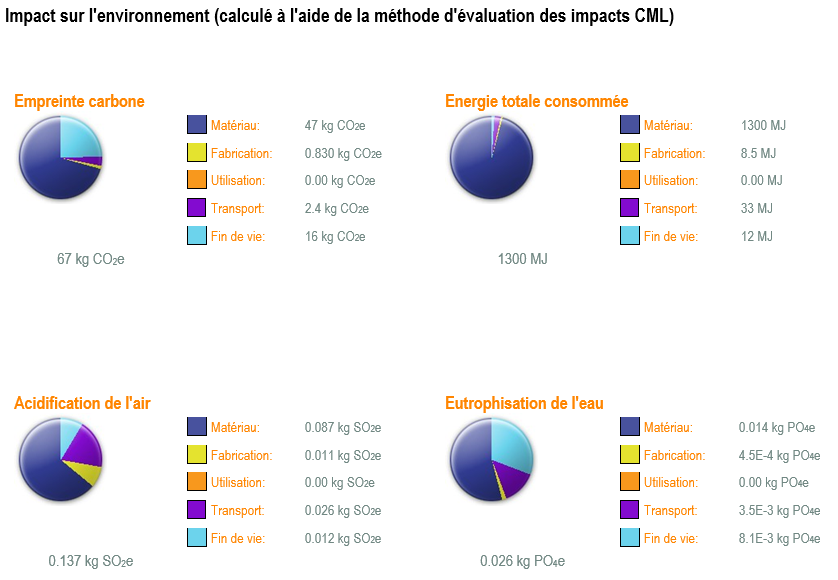 Impact sur l'environnement (calculé à l'aide de la méthode d'évaluation des impacts CML)
Empreinte carbone
Matériau: 47 kg CO2e
Fabrication: 0.830 kg CO2e
Utilisation: 0.00 kg CO2e
Transport: 2.4 kg CO2e
Fin de vie: 16 kg CO2e
67 kg CO2e
Energie totale consommée
Matériau: 1300 MJ
Fabrication: 8.5 MJ
Utilisation: 0.00 MJ
Transport: 33 MJ
Fin de vie: 12 MJ
1300 MJ
Acidification de l'air
Matériau: 0.087 kg SO2e
Fabrication: 0.011 kg SO2e
Utilisation: 0.00 kg SO2e
Transport: 0.026 kg SO2e
Fin de vie: 0.012 kg SO2e
0.137 kg SO2e
Eutrophisation de l'eau
Matériau: 0.014 kg PO4e
Fabrication: 4.5E-4 kg PO4e
Utilisation: 0.00 kg PO4e
Transport: 3.5E-3 kg PO4e
Fin de vie: 8.1E-3 kg PO4e
0.026 kg PO4e